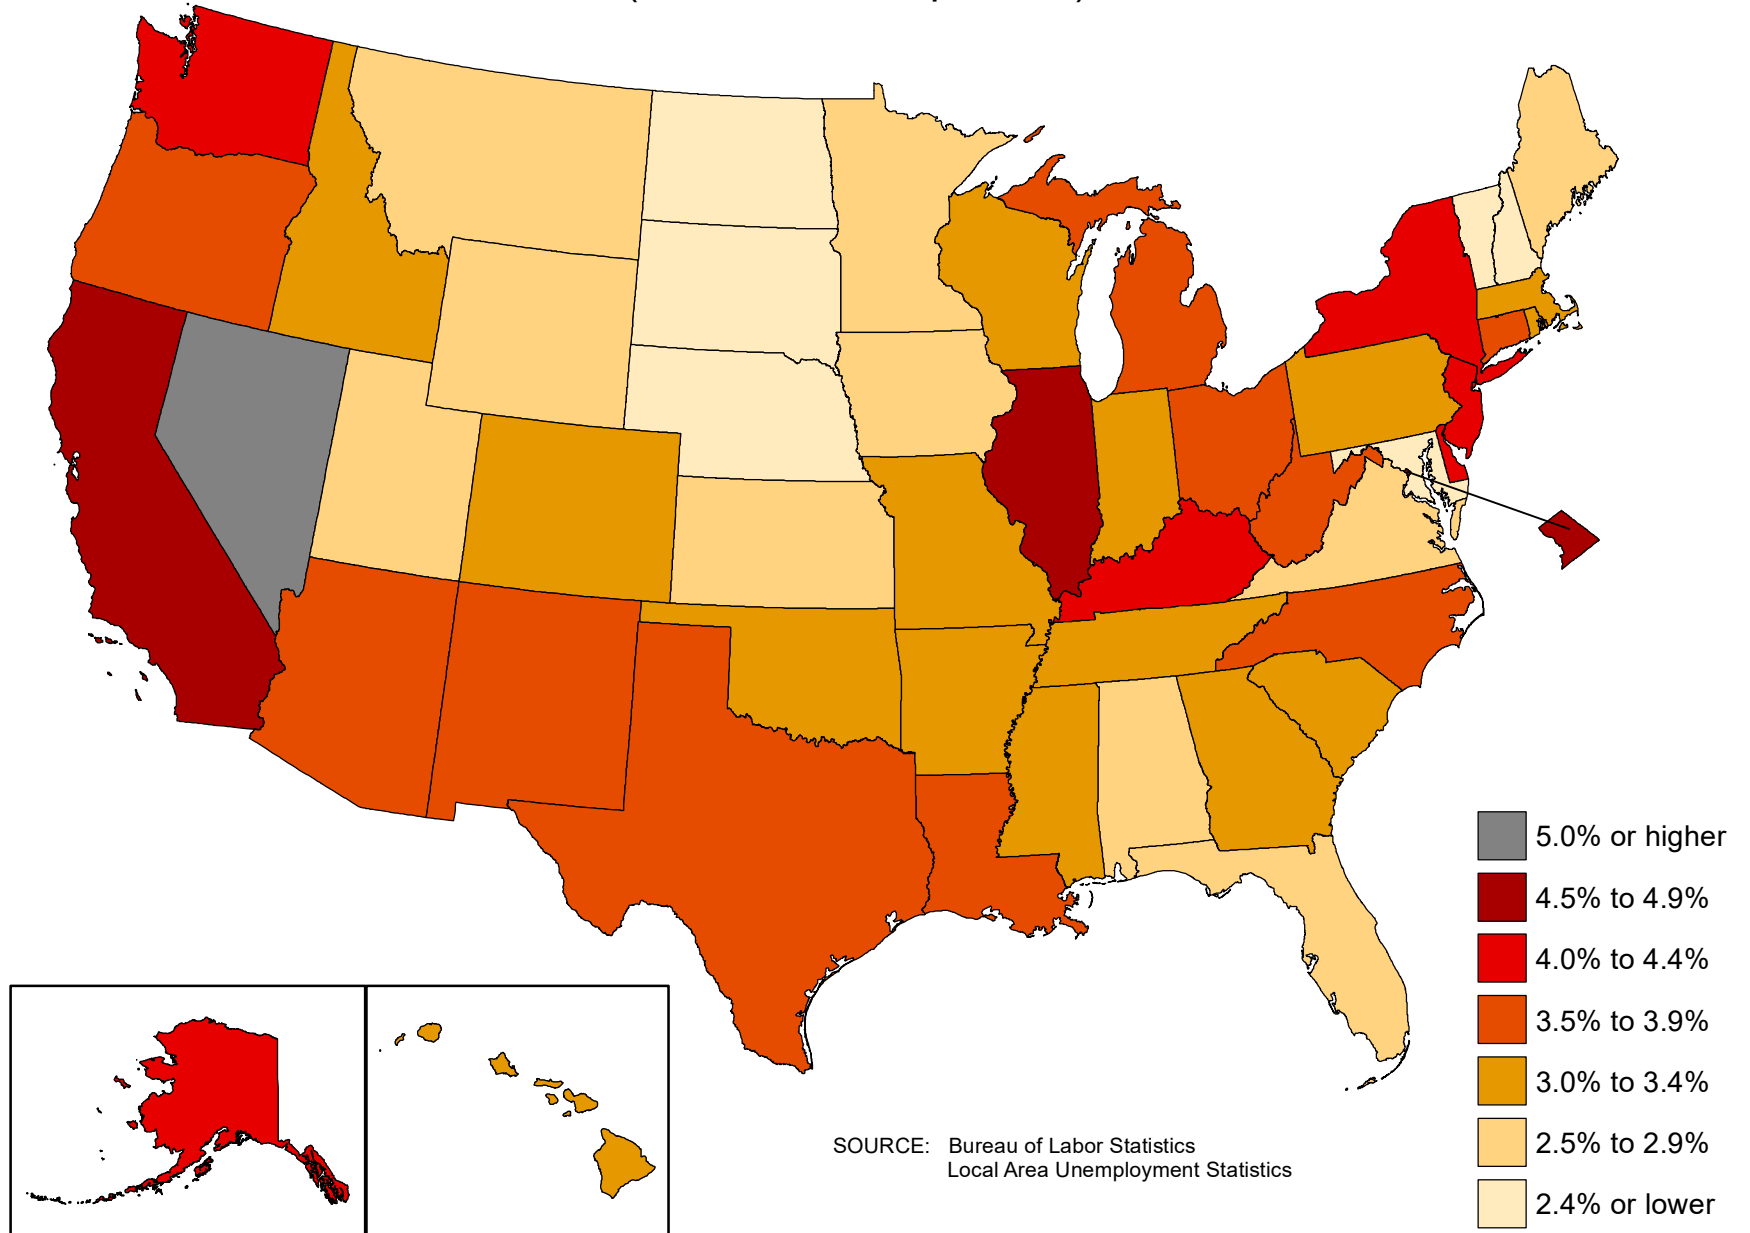 5.0% or higher
4.5% to 4.9%
4.0% to 4.4%
3.5% to 3.9%
3.0% to 3.4%
2.5% to 2.9%
2.4% or lower
SOURCE: Bureau of Labor Statistics
Local Area Unemployment Statistics